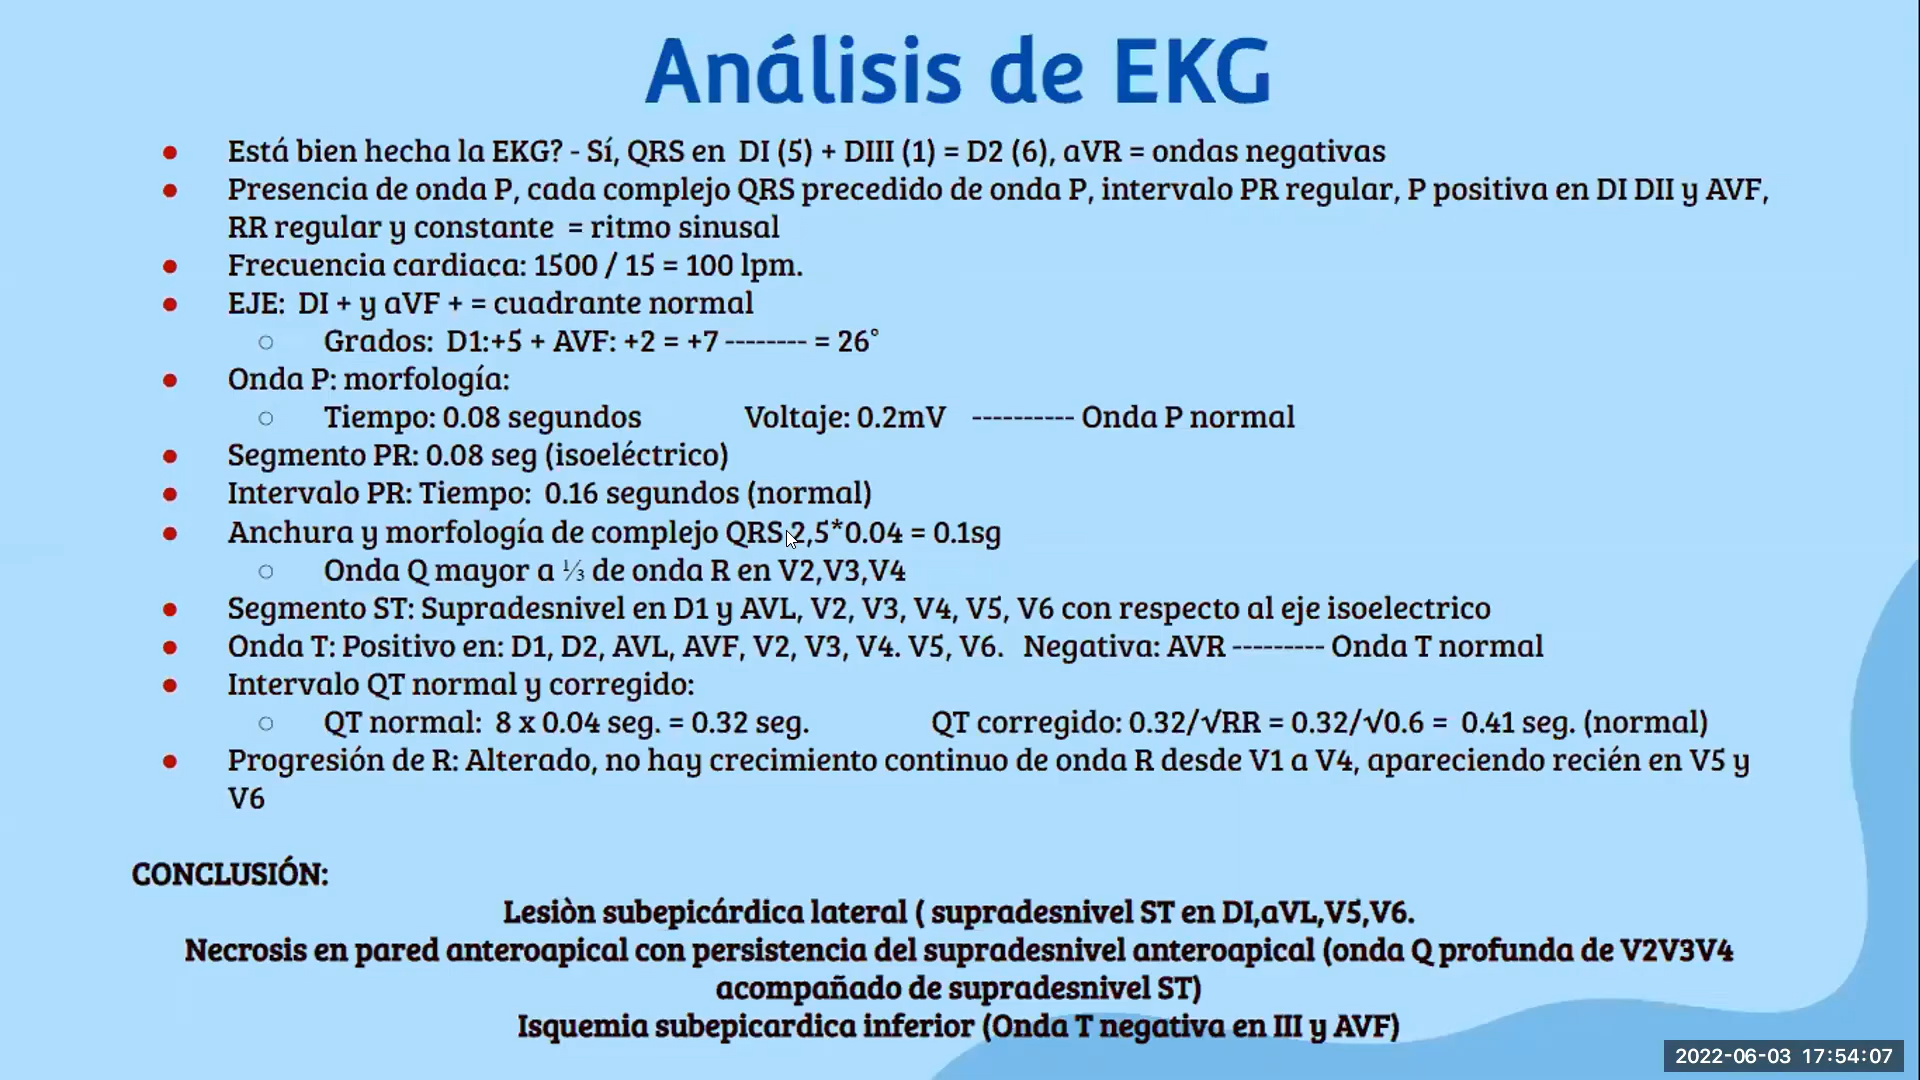 Análisis de EKG
Está bien hecha la EKG? - Sí, QRS en DI (5) + DIII (1) = D2 (6), aVR = ondas negativas
Presencia de onda P, cada complejo QRS precedido de onda P, intervalo PR regular, P positiva en DI DII y AVF,
RR regular y constante = ritmo sinusal
Frecuencia cardiaca: 1500 / 15 = 100 lpm.
EJE: DI + y aVF + = cuadrante normal
Grados: D1:+5 + AVF: +2 = +7 -------- = 26°
Onda P: morfología:
Tiempo: 0.08 segundos Voltaje: 0.2mV ---------- Onda P normal
Segmento PR: 0.08 seg (isoeléctrico)
Intervalo PR: Tiempo: 0.16 segundos (normal)
Anchura y morfología de complejo QRS 2,5*0.04 = 0.1sg
Onda Q mayor a ⅓ de onda R en V2,V3,V4
Segmento ST: Supradesnivel en D1 y AVL, V2, V3, V4, V5, V6 con respecto al eje isoelectrico
Onda T: Positivo en: D1, D2, AVL, AVF, V2, V3, V4. V5, V6. Negativa: AVR --------- Onda T normal
Intervalo QT normal y corregido:
QT normal: 8 x 0.04 seg. = 0.32 seg. QT corregido: 0.32/√RR = 0.32/√0.6 = 0.41 seg. (normal)
Progresión de R: Alterado, no hay crecimiento continuo de onda R desde V1 a V4, apareciendo recién en V5 y
V6
CONCLUSIÓN:
Lesiòn subepicárdica lateral ( supradesnivel ST en DI,aVL,V5,V6.
Necrosis en pared anteroapical con persistencia del supradesnivel anteroapical (onda Q profunda de V2V3V4
acompañado de supradesnivel ST)
Isquemia subepicardica inferior (Onda T negativa en III y AVF)
2022-06-03 17:54:07